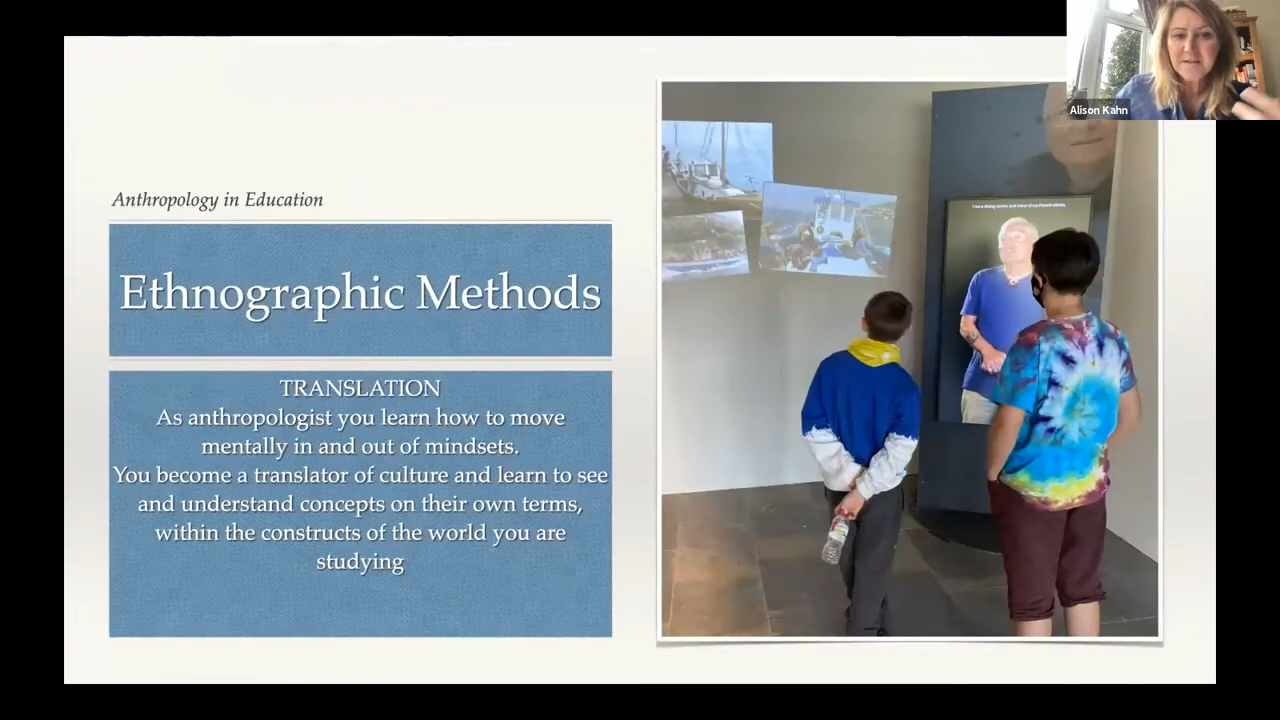 Alison Kahn
Anthropology in Education
Ethnographic Methods
TRANSLATION
As anthropologist you learn how to move
mentally in and out of mindsets.
You become a translator of culture and learn to see
and understand concepts on their own terms,
within the constructs of the world you are
studying